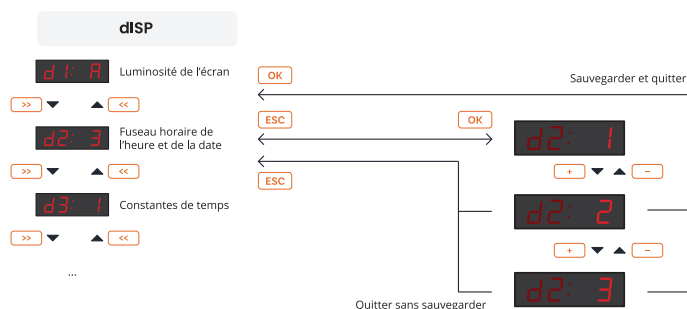 dISP
d1: A
Luminosité de l'écran
OK
Sauvegarder et quitter
>>
<<
ESC
OK
d2: 3
Fuseau horaire de
l'heure et de la date
d2: 1
>>
<<
ESC
+
−
d3: 1
Constantes de temps
d2: 2
>>
<<
+
−
...
d2: 3
Quitter sans sauvegarder